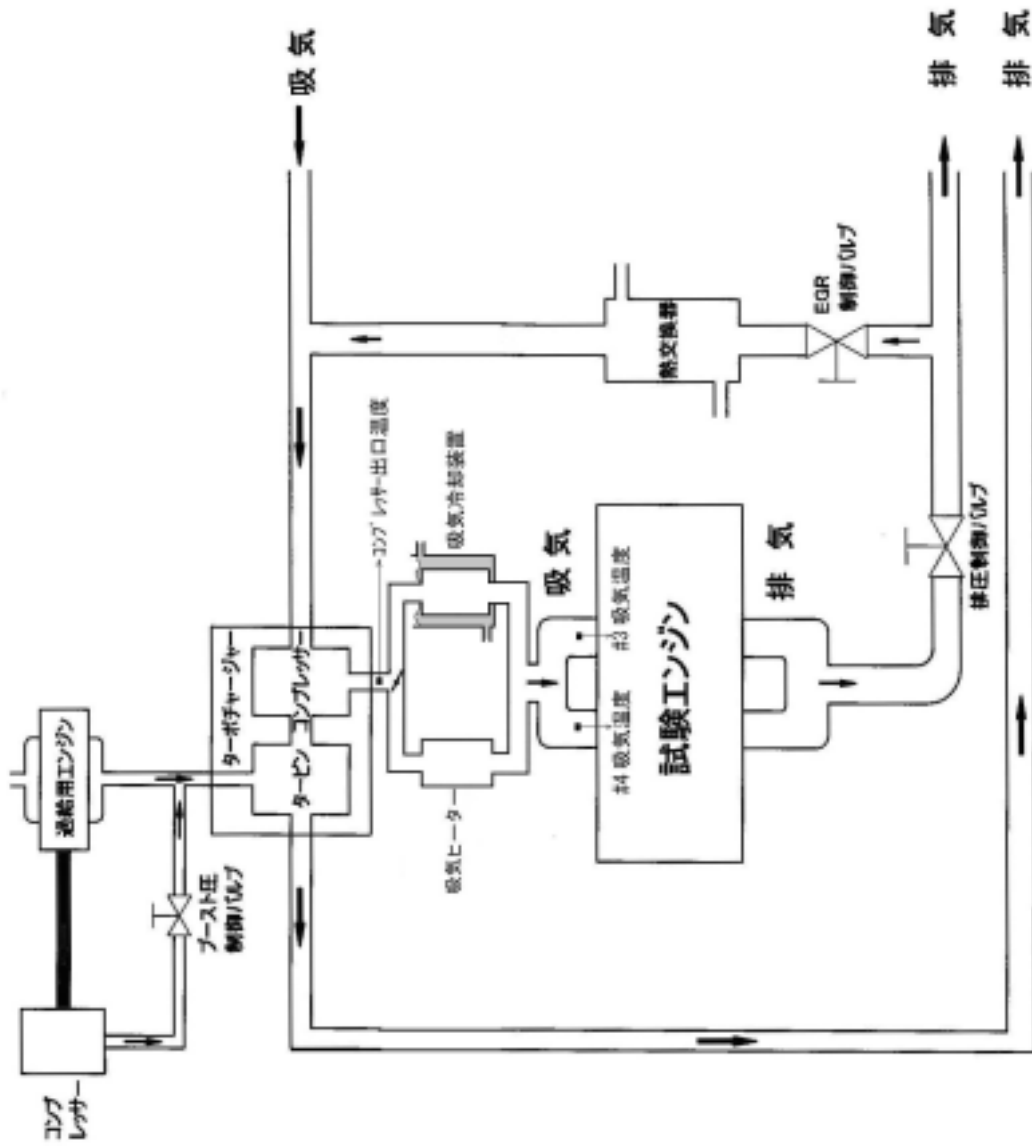 コンプ
レッサー
過給用エンジン
ブースト圧
制御バルブ
ターボチャージャー
タービン
コンプレッサー
吸気
コンプレッサー出口温度
吸気冷却装置
吸気ヒータ
吸気
#4 吸気温度
#3 吸気温度
試験エンジン
排気
熱交換器
EGR
制御バルブ
排圧制御バルブ
排気
排気